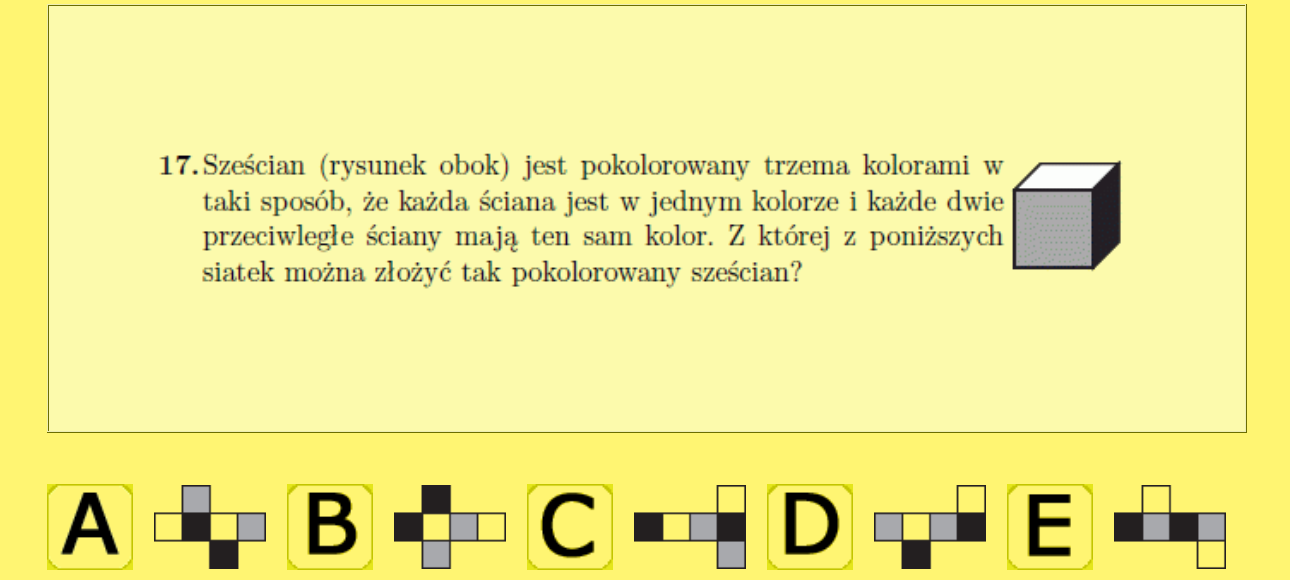 17. Sześcian (rysunek obok) jest pokolorowany trzema kolorami w
taki sposób, że każda ściana jest w jednym kolorze i każde dwie
przeciwległe ściany mają ten sam kolor. Z której z poniższych
siatek można złożyć tak pokolorowany sześcian?
A B C D E